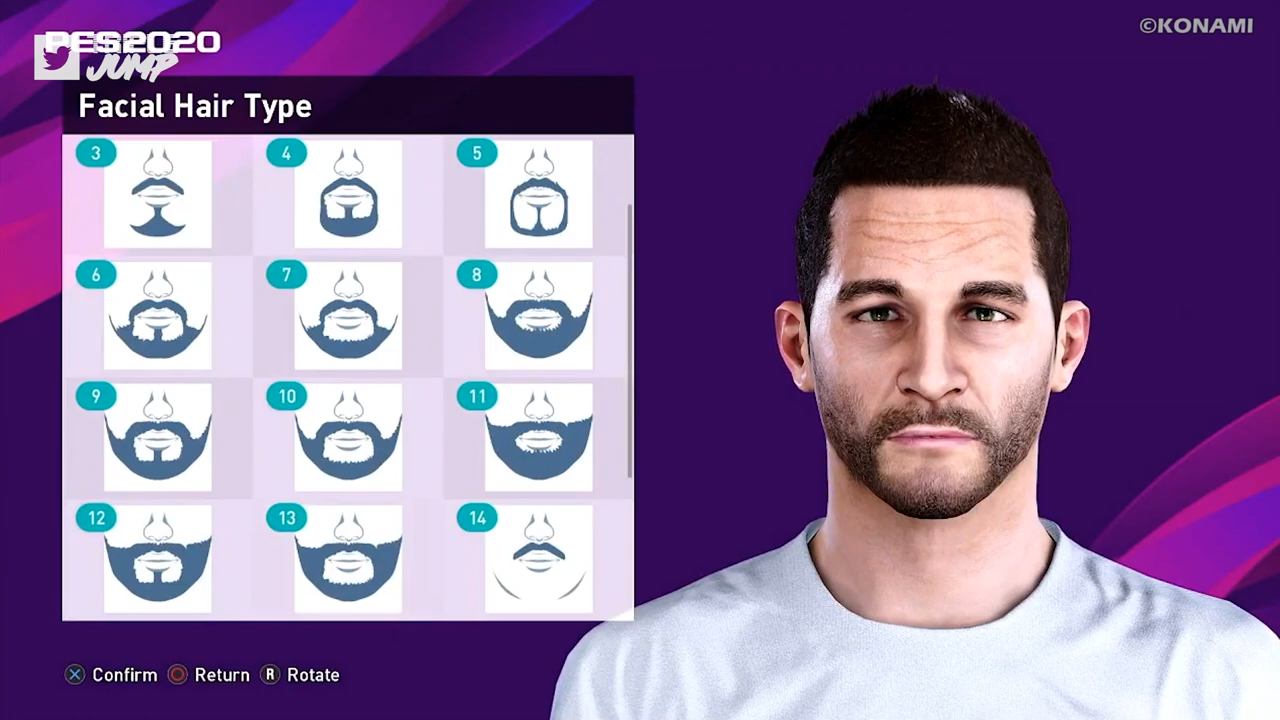 PES2020
JUMP
©KONAMI
Facial Hair Type
3 4 5
6 7 8
9 10 11
12 13 14
Confirm Return R Rotate